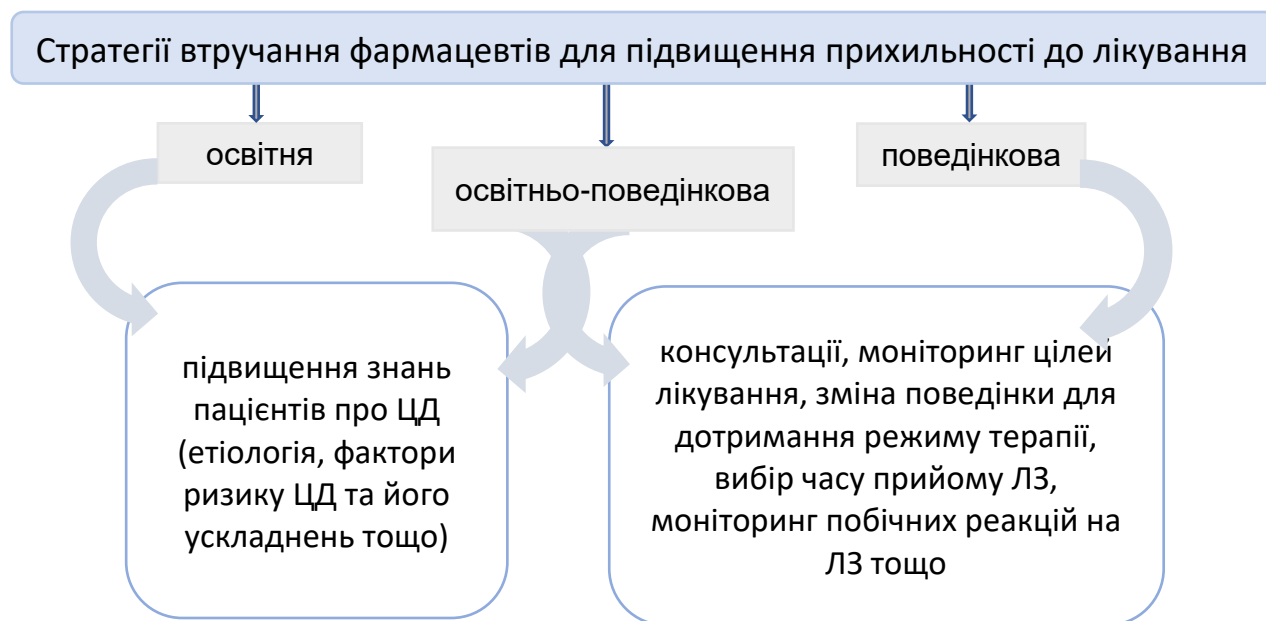 Стратегії втручання фармацевтів для підвищення прихильності до лікування
освітня
освітньо-поведінкова
поведінкова
підвищення знань
пацієнтів про ЦД
(етіологія, фактори
ризику ЦД та його
ускладнень тощо)
консультації, моніторинг цілей
лікування, зміна поведінки для
дотримання режиму терапії,
вибір часу прийому ЛЗ,
моніторинг побічних реакцій на
ЛЗ тощо